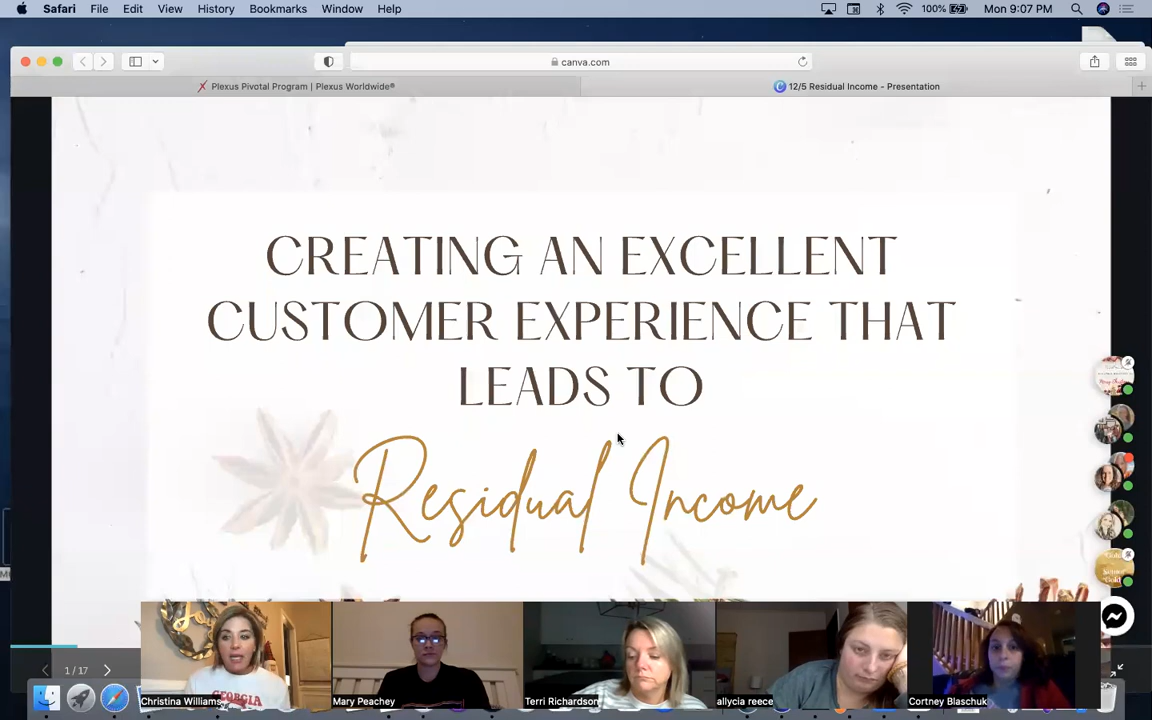 Safari File Edit View History Bookmarks Window Help 100% Mon 9:07 PM
canva.com
Plexus Pivotal Program | Plexus Worldwide® 12/5 Residual Income - Presentation
CREATING AN EXCELLENT
CUSTOMER EXPERIENCE THAT
LEADS TO
Residual Income
GEORGIA
1 / 17
Christina Williams Mary Peachey Terri Richardson allycia reece Cortney Blaschuk